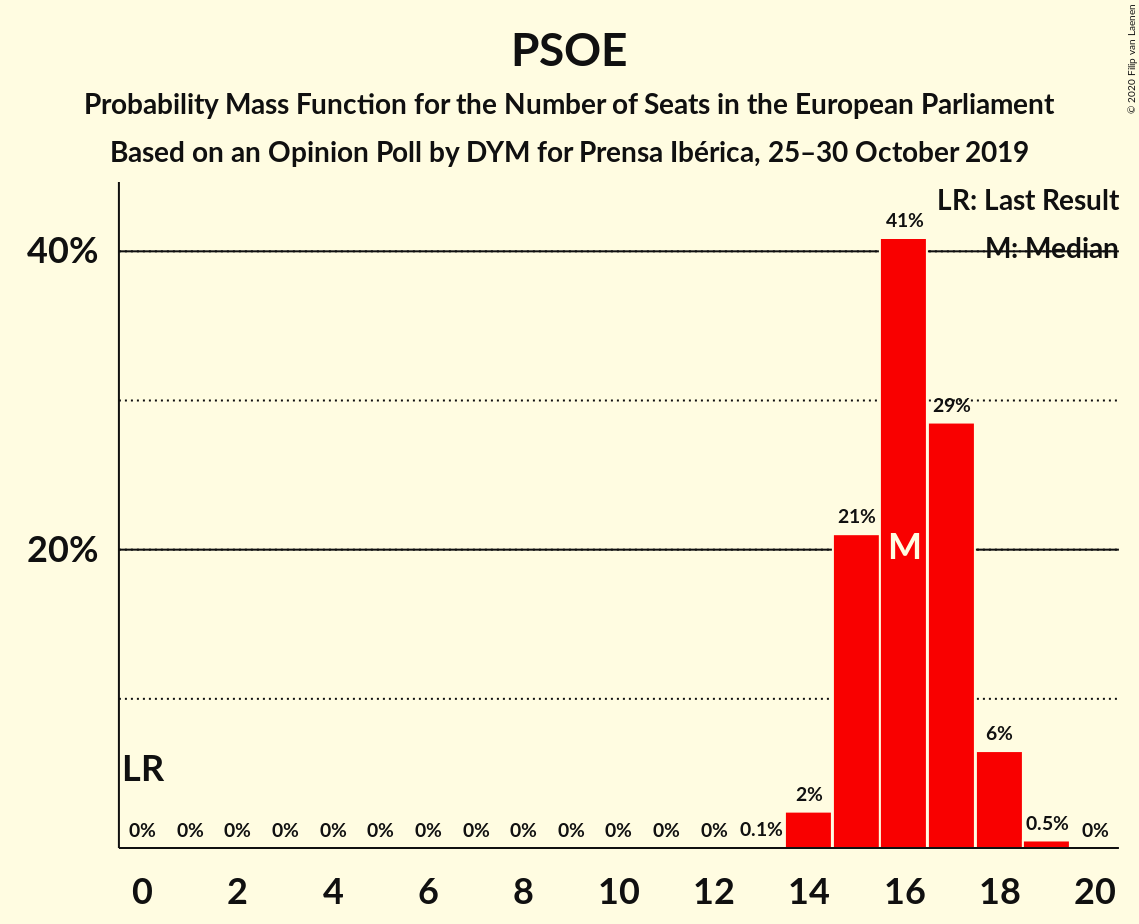 PSOE
Probability Mass Function for the Number of Seats in the European Parliament
Based on an Opinion Poll by DYM for Prensa Ibérica, 25–30 October 2019
© 2020 Filip van Laenen
LR: Last Result
M: Median
40%
20%
41%
29%
21%
M
6%
2%
LR
0% 0% 0% 0% 0% 0% 0% 0% 0% 0% 0% 0% 0% 0.1% 0.5% 0%
0 2 4 6 8 10 12 14 16 18 20